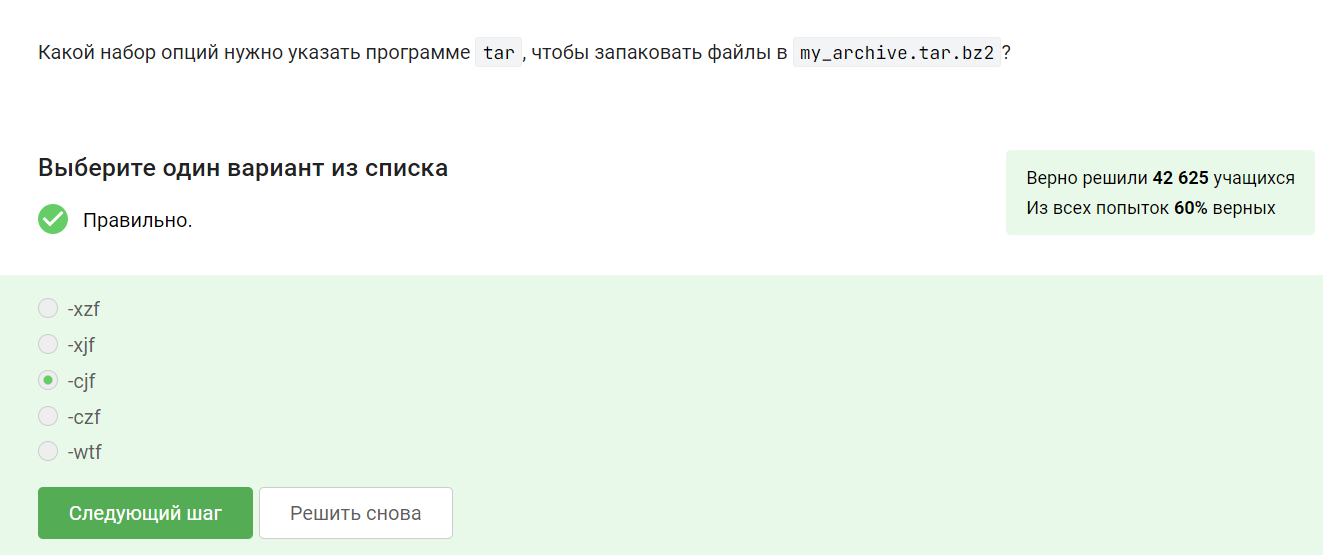 Какой набор опций нужно указать программе tar, чтобы запаковать файлы в my_archive.tar.bz2?
Выберите один вариант из списка
Правильно.
Верно решили 42 625 учащихся
Из всех попыток 60% верных
-xzf
-xjf
-cjf
-czf
-wtf
Следующий шаг
Решить снова